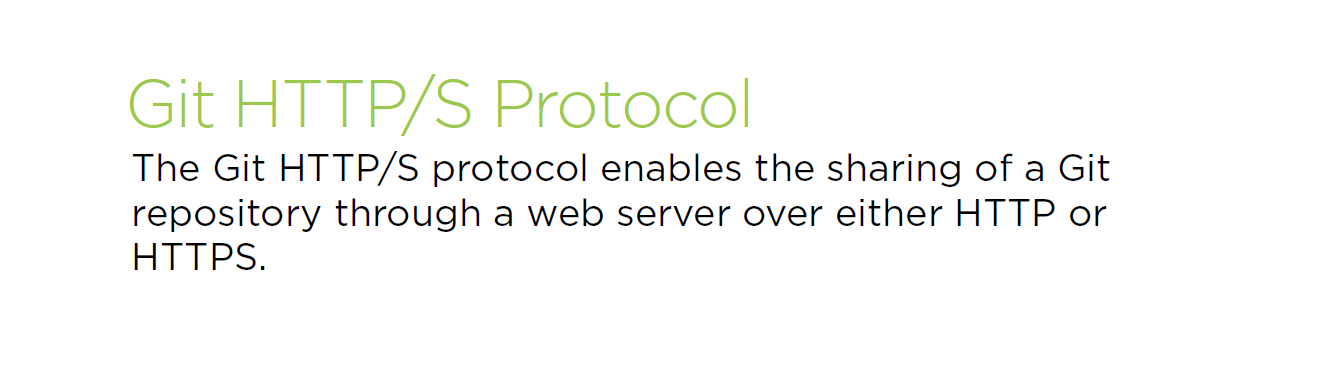 Git HTTP/S Protocol
The Git HTTP/S protocol enables the sharing of a Git
repository through a web server over either HTTP or
HTTPS.